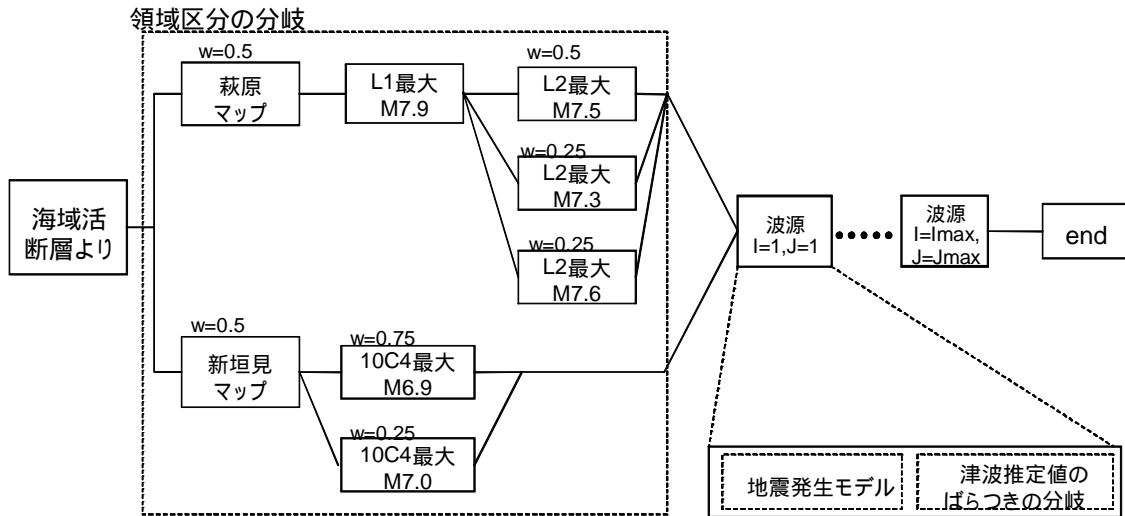 領域区分の分岐
w=0.5
萩原
マップ
L1最大
M7.9
w=0.5
L2最大
M7.5
w=0.25
L2最大
M7.3
w=0.25
L2最大
M7.6
海域活
断層より
w=0.5
新垣見
マップ
w=0.75
10C4最大
M6.9
w=0.25
10C4最大
M7.0
波源
I=1,J=1
波源
I=Imax,
J=Jmax
end
地震発生モデル
津波推定値の
ばらつきの分岐